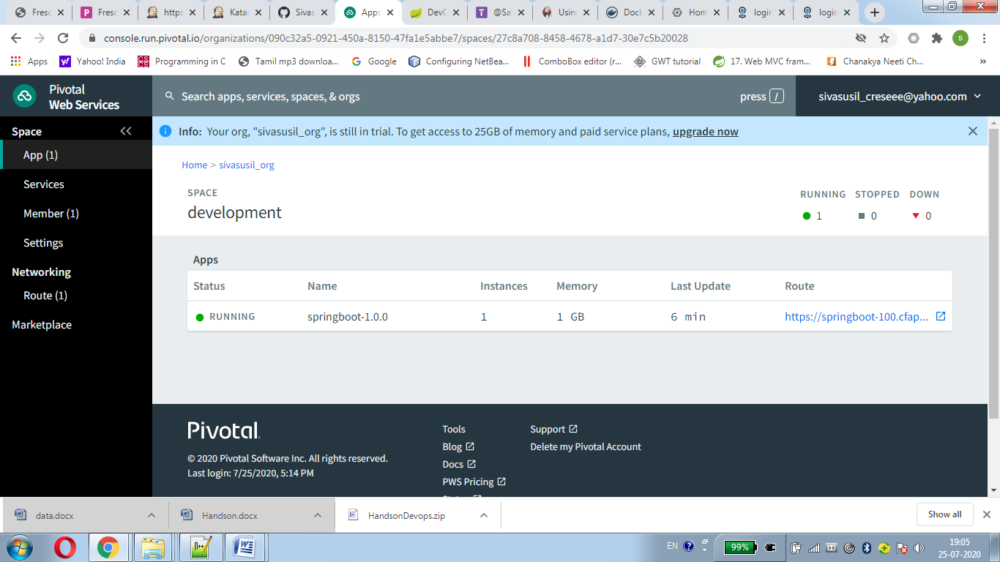 Fresc
Fresc
https
Katac
Sivas
Apps
DevO
@Sa
Using
Dock
Hom
login
login
console.run.pivotal.io/organizations/090c32a5-0921-450a-8150-47fa1e5abbe7/spaces/27c8a708-8458-4678-a1d7-30e7c5b20028
s
Apps Yahoo! India Programming in C Tamil mp3 downloa... Google Configuring NetBea... ComboBox editor (r... GWT tutorial 17. Web MVC fram... Chanakya Neeti Ch... »
Pivotal
Web Services
Search apps, services, spaces, & orgs press /
sivasusil_creseee@yahoo.com
Space
App (1)
Services
Member (1)
Settings
Networking
Route (1)
Marketplace
Info: Your org, "sivasusil_org", is still in trial. To get access to 25GB of memory and paid service plans, upgrade now
Home > sivasusil_org
SPACE
development
RUNNING STOPPED DOWN
1 0 0
Apps
Status Name Instances Memory Last Update Route
RUNNING springboot-1.0.0 1 1 GB 6 min https://springboot-100.cfap...
Pivotal
© 2020 Pivotal Software Inc. All rights reserved.
Last login: 7/25/2020, 5:14 PM
Tools
Blog
Docs
PWS Pricing
Support
Delete my Pivotal Account
data.docx Handson.docx HandsonDevops.zip Show all
EN 99% 19:05
25-07-2020